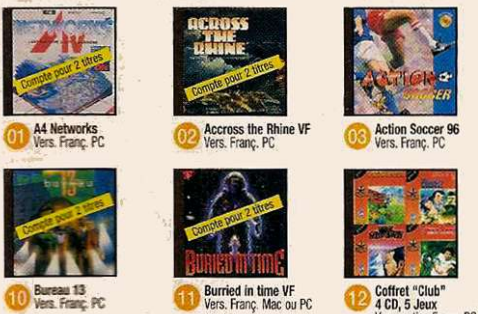 AIV
Compte pour 2 titres
ACROSS
THE
RHINE
Compte pour 2 titres
ACTION
SOCCER
01 A4 Networks
Vers. Franç. PC
02 Accross the Rhine VF
Vers. Franç. PC
03 Action Soccer 96
Vers. Franç. PC
13
bureau
Compte pour 2 titres
Compte pour 2 titres
BURIED IN TIME
10 Bureau 13
Vers. Franç. PC
11 Burried in time VF
Vers. Franç. Mac ou PC
12 Coffret "Club"
4 CD, 5 Jeux